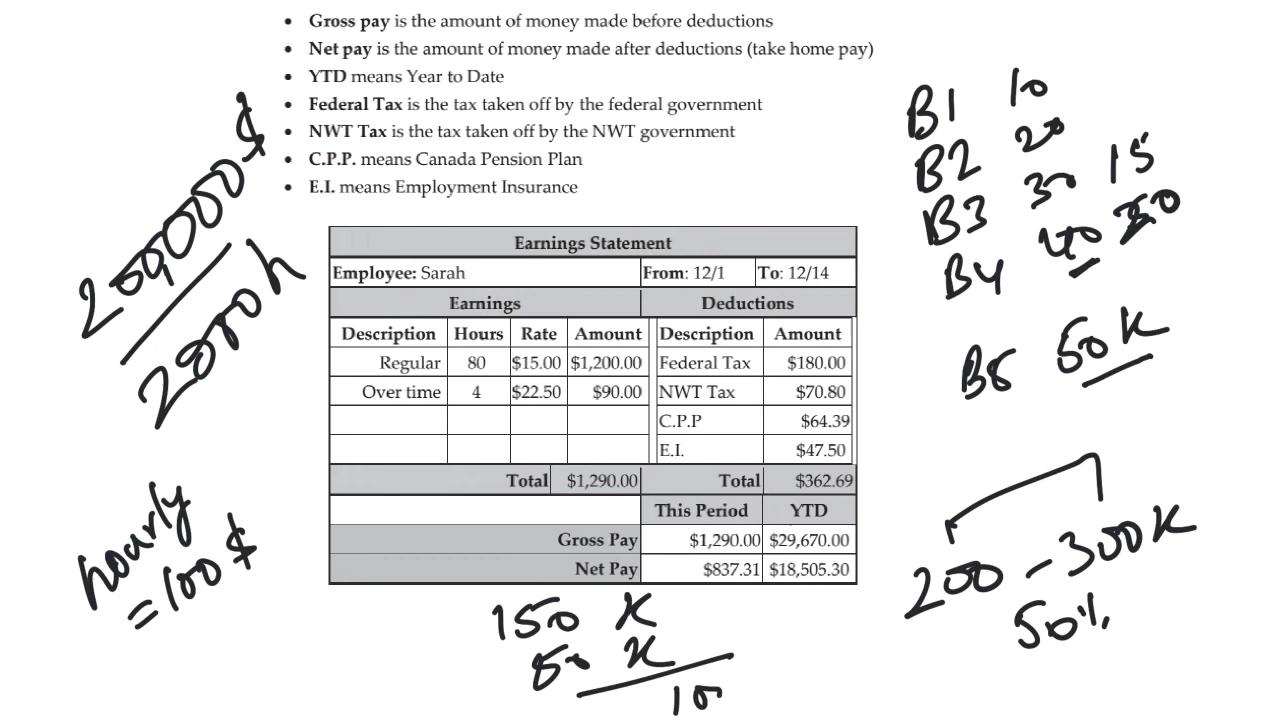 • Gross pay is the amount of money made before deductions
• Net pay is the amount of money made after deductions (take home pay)
• YTD means Year to Date
• Federal Tax is the tax taken off by the federal government
• NWT Tax is the tax taken off by the NWT government
• C.P.P. means Canada Pension Plan
• E.I. means Employment Insurance
200,000 $
2000 h
hourly
= 100 $
Earnings Statement
Employee: Sarah From: 12/1 To: 12/14
Earnings Deductions
Description Hours Rate Amount Description Amount
Regular 80 $15.00 $1,200.00 Federal Tax $180.00
Over time 4 $22.50 $90.00 NWT Tax $70.80
C.P.P $64.39
E.I. $47.50
Total $1,290.00 Total $362.69
This Period YTD
Gross Pay $1,290.00 $29,670.00
Net Pay $837.31 $18,505.30
B1 10
B2 20
B3 30 15
B4 40
B5 50K
200 - 300K
50%
150 K
50 K
10